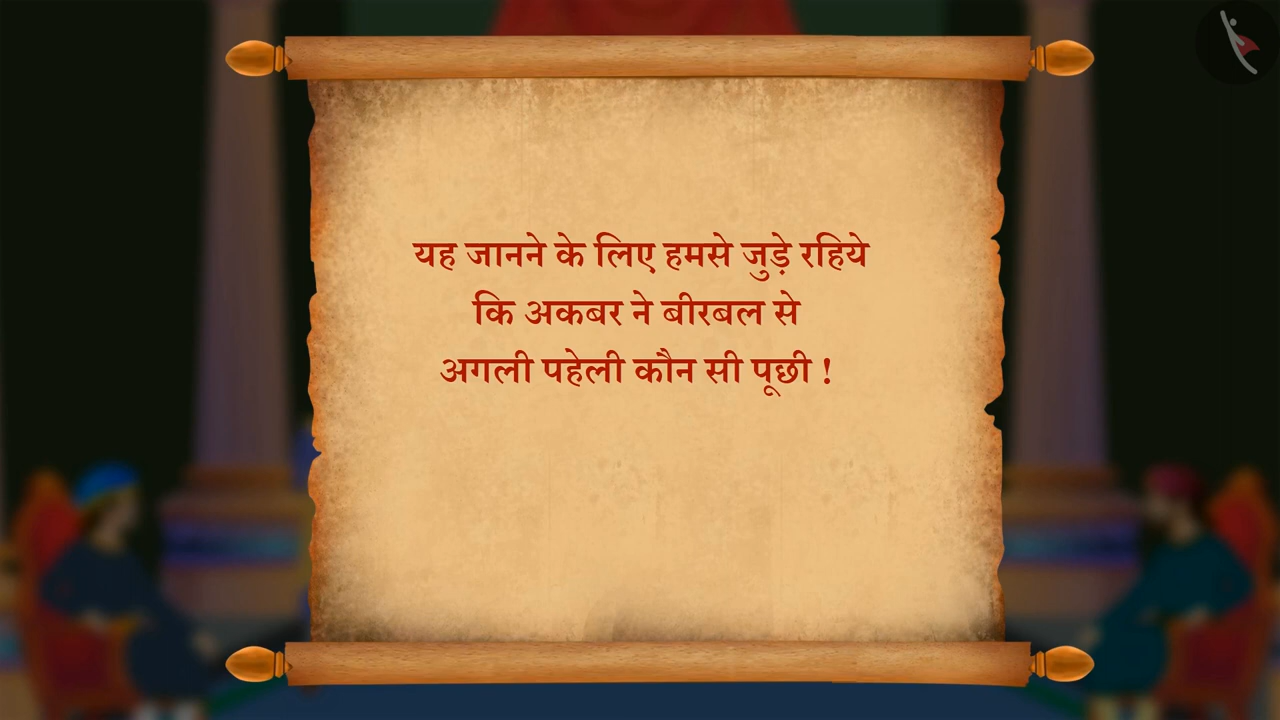 यह जानने के लिए हमसे जुड़े रहिये
कि अकबर ने बीरबल से
अगली पहेली कौन सी पूछी !